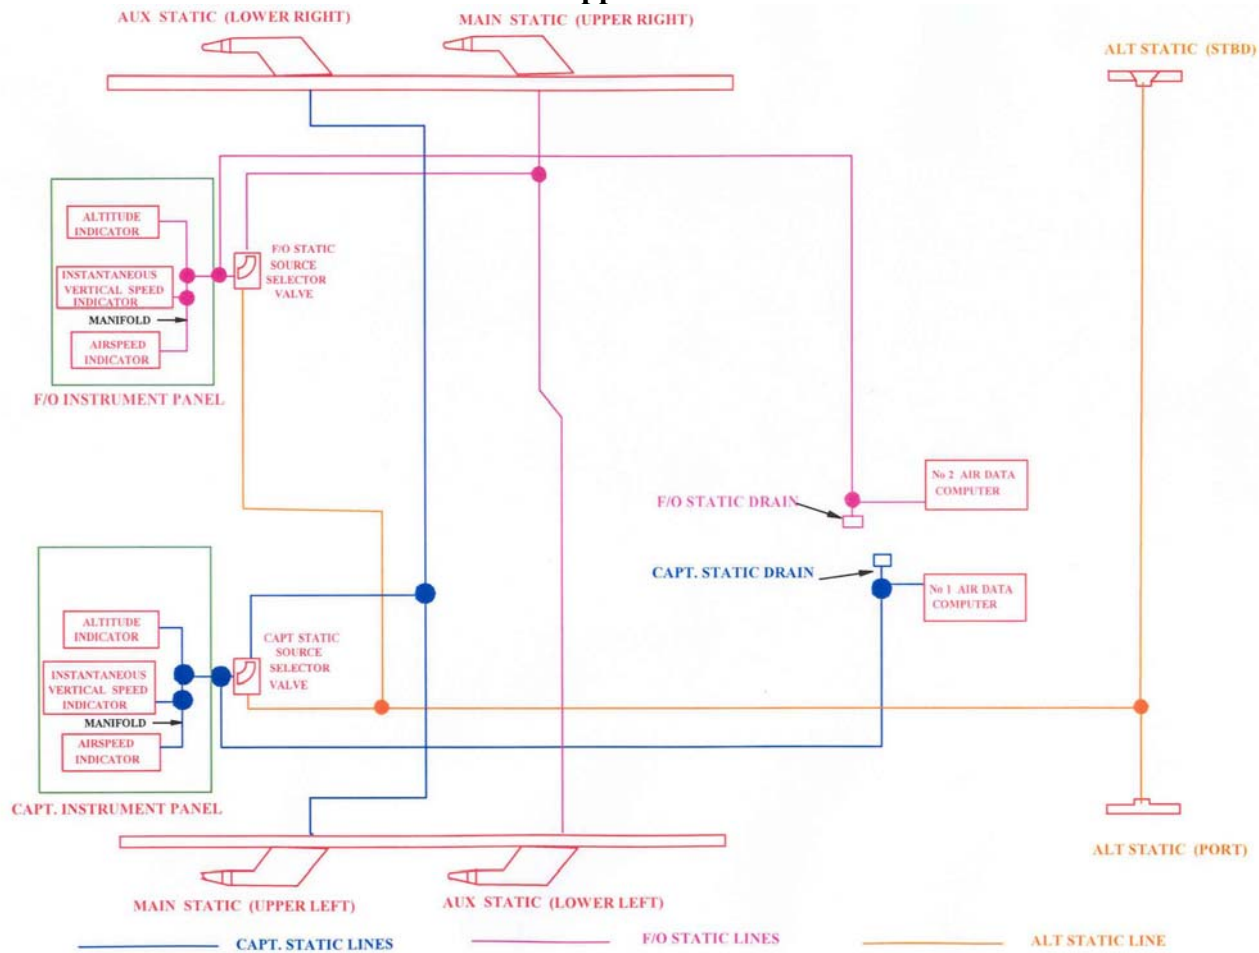 AUX STATIC (LOWER RIGHT)
MAIN STATIC (UPPER RIGHT)
ALT STATIC (STBD)
ALTITUDE
INDICATOR
INSTANTANEOUS
VERTICAL SPEED
INDICATOR
MANIFOLD
AIRSPEED
INDICATOR
F/O INSTRUMENT PANEL
F/O STATIC
SOURCE
SELECTOR
VALVE
No 2 AIR DATA
COMPUTER
F/O STATIC DRAIN
CAPT. STATIC DRAIN
No 1 AIR DATA
COMPUTER
ALTITUDE
INDICATOR
INSTANTANEOUS
VERTICAL SPEED
INDICATOR
MANIFOLD
AIRSPEED
INDICATOR
CAPT. INSTRUMENT PANEL
CAPT STATIC
SOURCE
SELECTOR
VALVE
MAIN STATIC (UPPER LEFT)
AUX STATIC (LOWER LEFT)
ALT STATIC (PORT)
CAPT. STATIC LINES
F/O STATIC LINES
ALT STATIC LINE